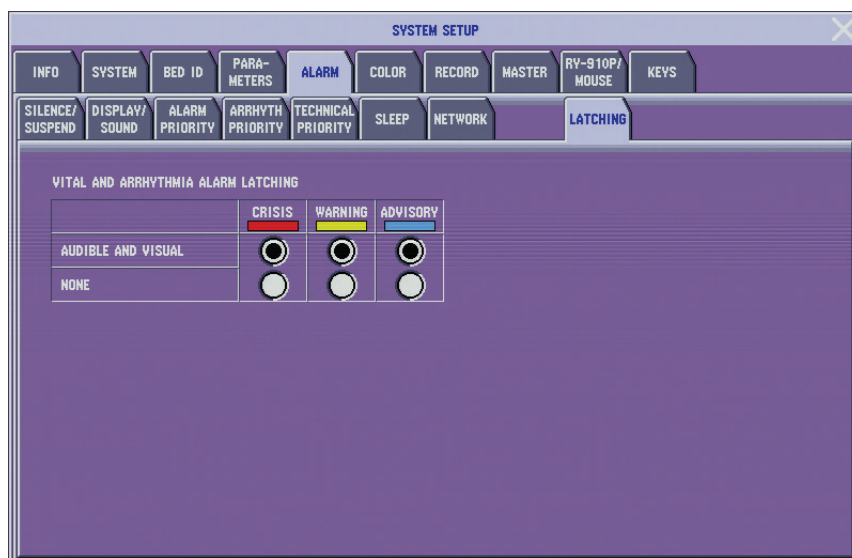 SYSTEM SETUP
INFO
SYSTEM
BED ID
PARA-
METERS
ALARM
COLOR
RECORD
MASTER
RY-910P/
MOUSE
KEYS
SILENCE/
SUSPEND
DISPLAY/
SOUND
ALARM
PRIORITY
ARRHYTH
PRIORITY
TECHNICAL
PRIORITY
SLEEP
NETWORK
LATCHING
VITAL AND ARRHYTHMIA ALARM LATCHING
CRISIS WARNING ADVISORY
AUDIBLE AND VISUAL
NONE